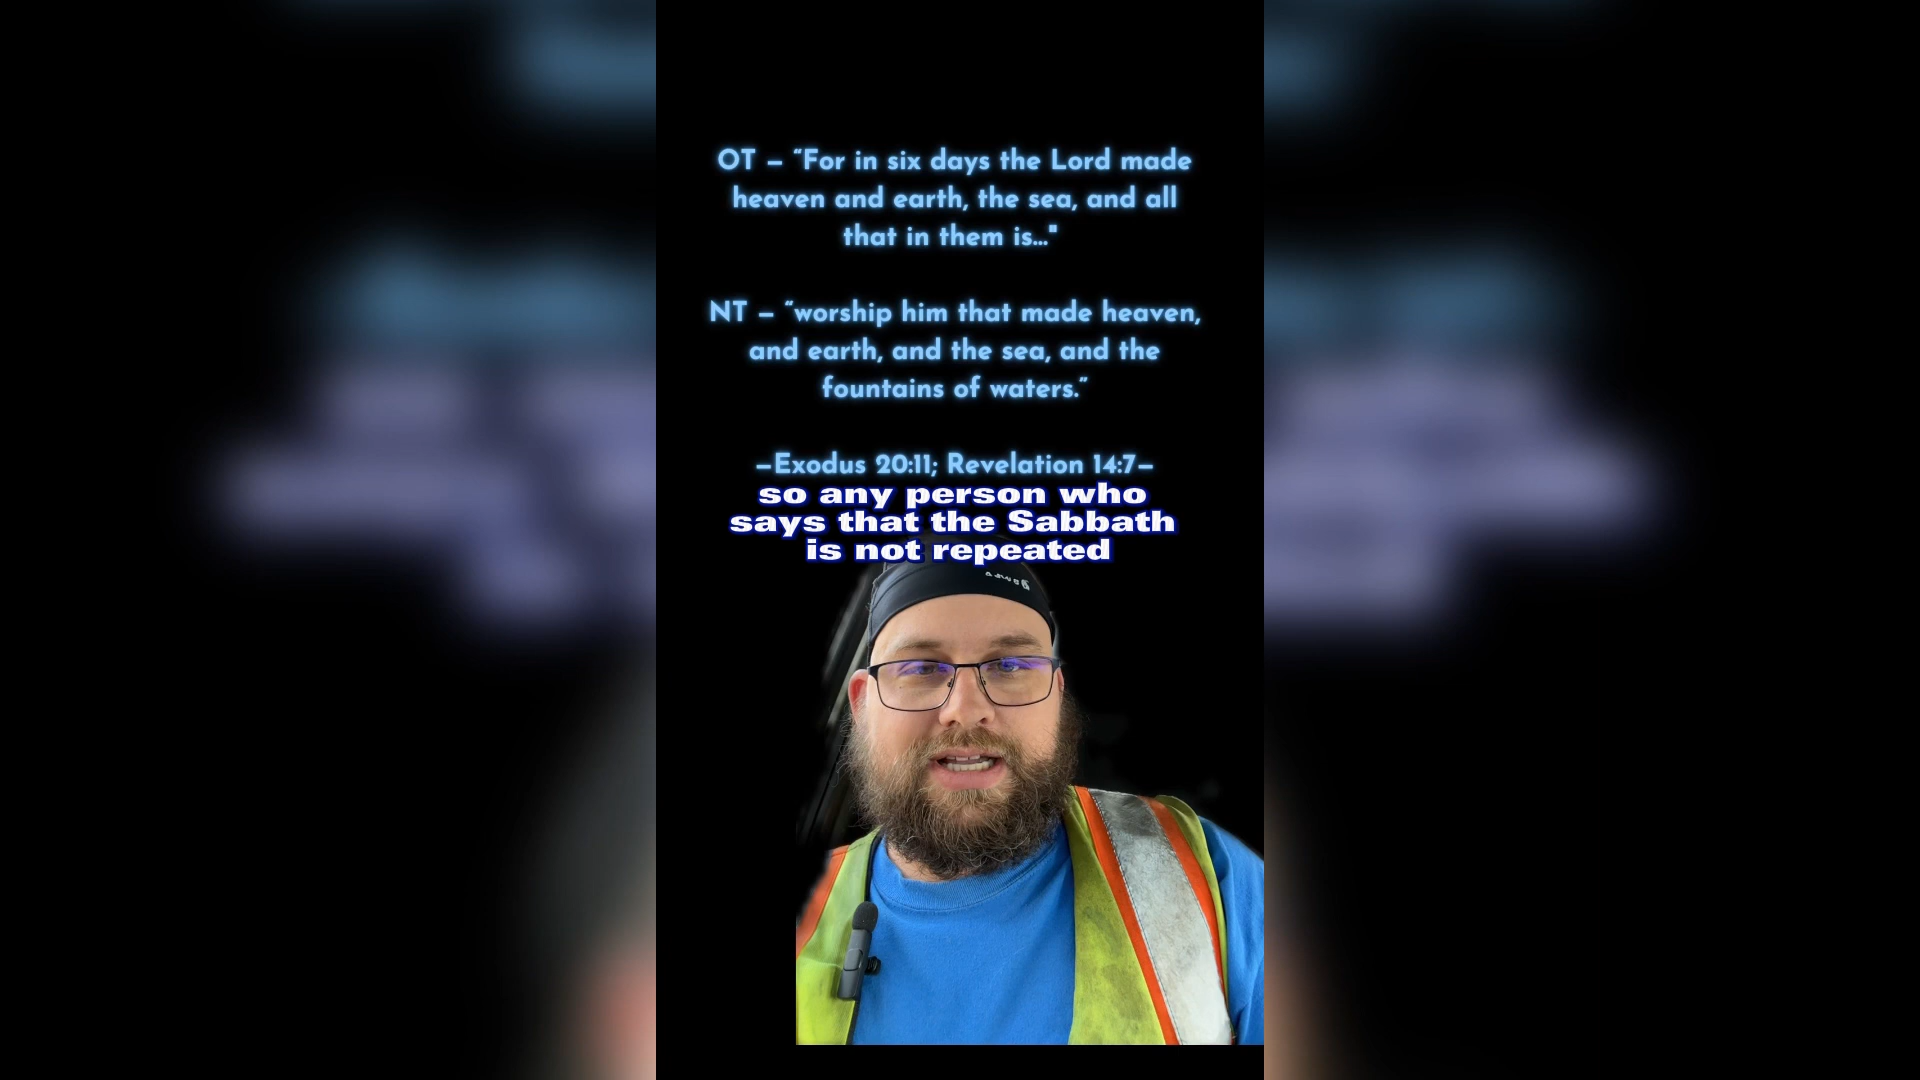 OT – “For in six days the Lord made
heaven and earth, the sea, and all
that in them is..."
NT – “worship him that made heaven,
and earth, and the sea, and the
fountains of waters.”
–Exodus 20:11; Revelation 14:7–
so any person who
says that the Sabbath
is not repeated